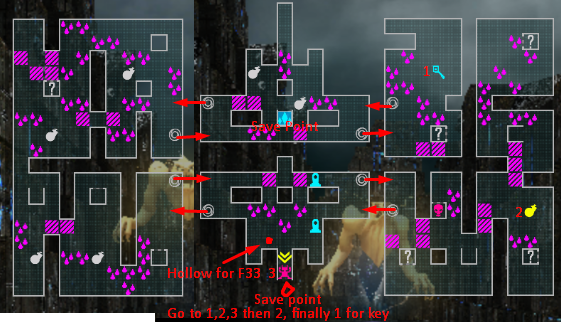 1
?
?
Save Point
?
2
Hollow for F33 3
?
?
Save point
Go to 1,2,3 then 2, finally 1 for key